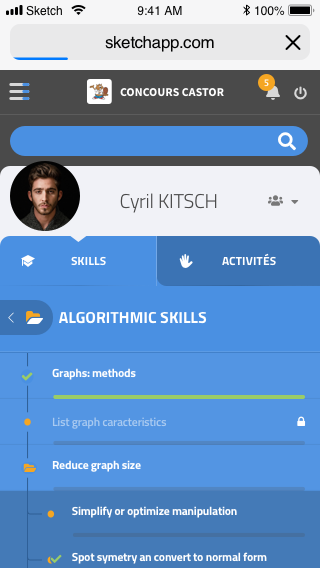 Sketch 9:41 AM 100%
sketchapp.com
CONCOURS CASTOR 5
Cyril KITSCH
SKILLS ACTIVITÉS
ALGORITHMIC SKILLS
Graphs: methods
List graph caracteristics
Reduce graph size
Simplify or optimize manipulation
Spot symetry an convert to normal form